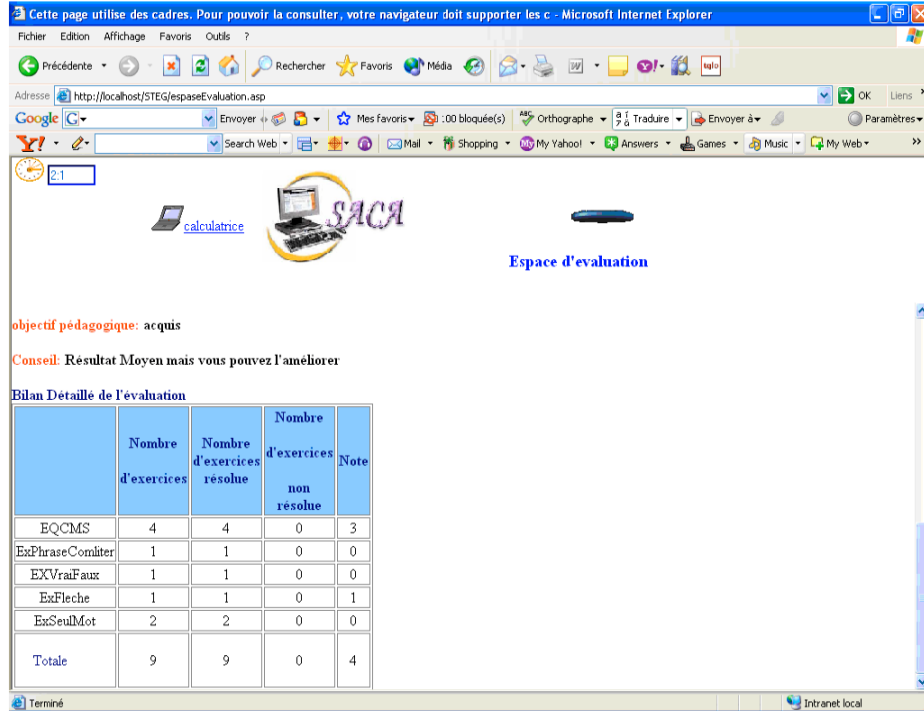 Cette page utilise des cadres. Pour pouvoir la consulter, votre navigateur doit supporter les c - Microsoft Internet Explorer
Fichier Edition Affichage Favoris Outils ?
Précédente Rechercher Favoris Média
Adresse http://localhost/STEG/espaseEvaluation.asp OK Liens »
Google G Envoyer Mes favoris :00 bloquée(s) Orthographe Traduire Envoyer à Paramètres
Y! Search Web Mail Shopping My Yahoo! Answers Games Music My Web »
2:1
calculatrice
SACA
Espace d'evaluation
objectif pédagogique: acquis
Conseil: Résultat Moyen mais vous pouvez l'améliorer
Bilan Détaillé de l'évaluation
Nombre d'exercices Nombre d'exercices résolue Nombre d'exercices non résolue Note
EQCMS 4 4 0 3
ExPhraseComliter 1 1 0 0
EXVraiFaux 1 1 0 0
ExFleche 1 1 0 1
ExSeulMot 2 2 0 0
Totale 9 9 0 4
Terminé Intranet local